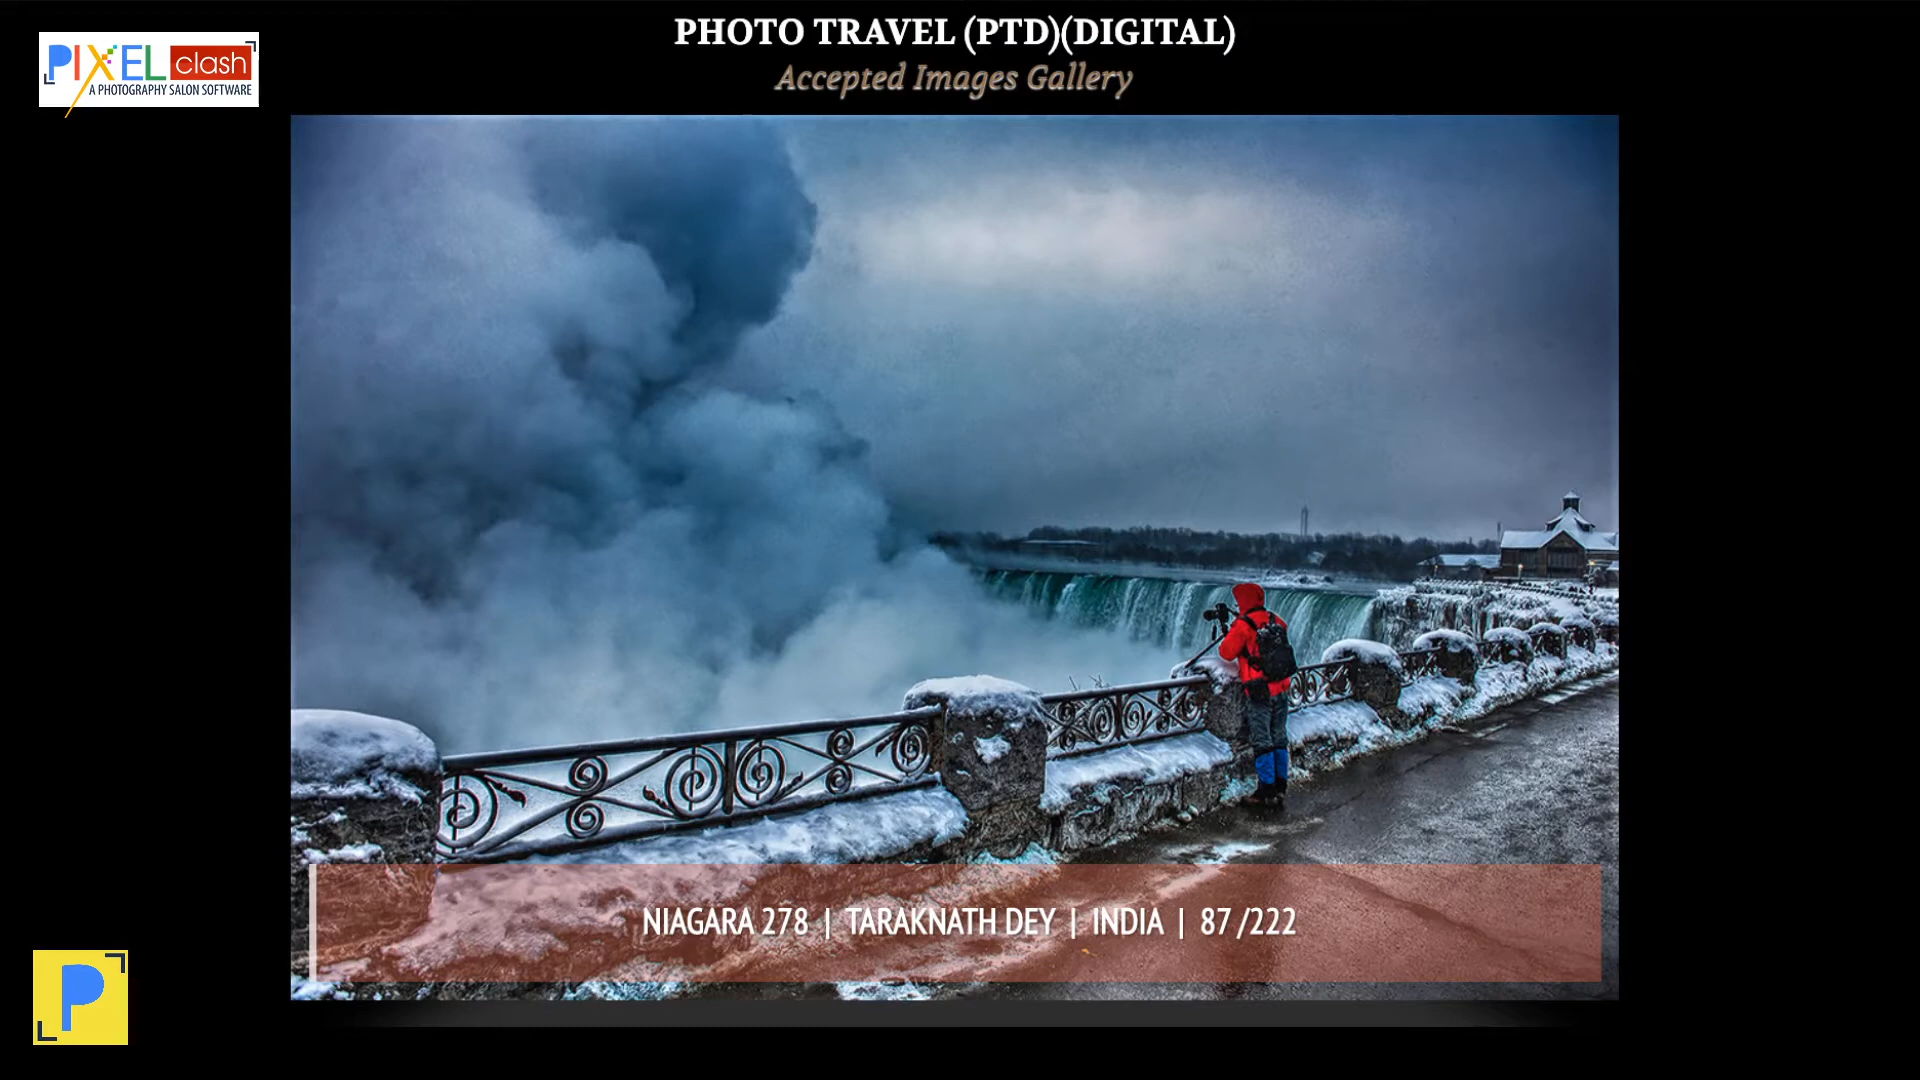 PHOTO TRAVEL (PTD)(DIGITAL)
Accepted Images Gallery
PIXEL clash
A PHOTOGRAPHY SALON SOFTWARE
NIAGARA 278 | TARAKNATH DEY | INDIA | 87 /222
P